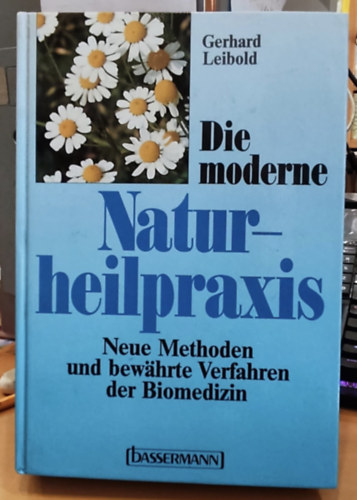 Gerhard
Leibold
Die
moderne
Natur-
heilpraxis
Neue Methoden
und bewährte Verfahren
der Biomedizin
bassermann